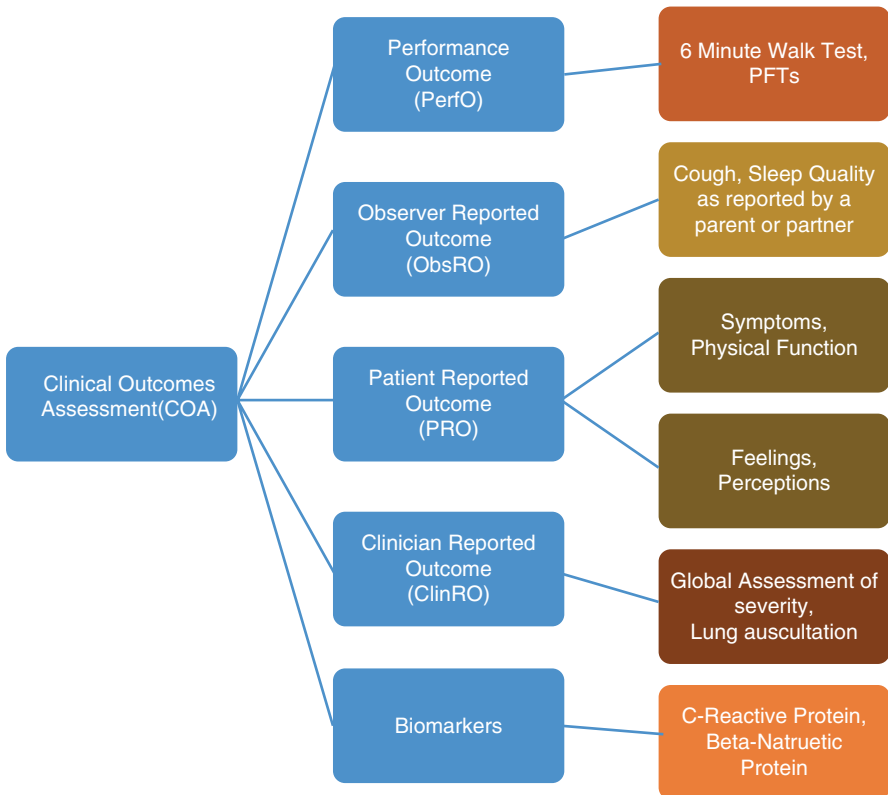 Clinical Outcomes
Assessment(COA)
Performance
Outcome
(PerfO)
6 Minute Walk Test,
PFTs
Observer Reported
Outcome
(ObsRO)
Cough, Sleep Quality
as reported by a
parent or partner
Patient Reported
Outcome
(PRO)
Symptoms,
Physical Function
Feelings,
Perceptions
Clinician Reported
Outcome
(ClinRO)
Global Assessment of
severity,
Lung auscultation
Biomarkers
C-Reactive Protein,
Beta-Natruetic
Protein